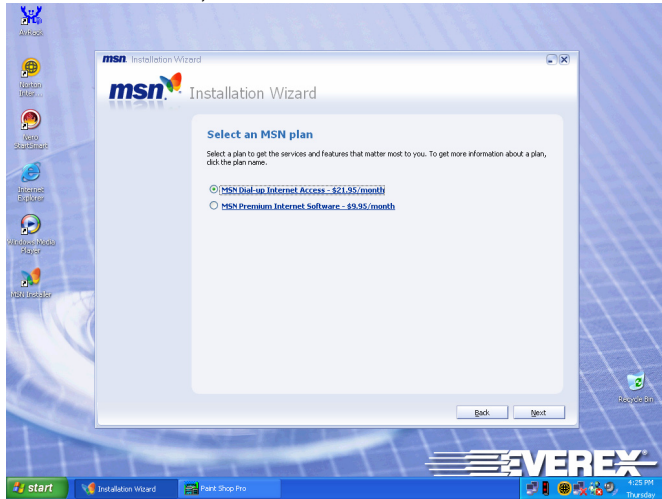 AVRack
msn Installation Wizard
msn Installation Wizard
Norton
Inter...
Nero
StartSmart
Internet
Explorer
Windows Media
Player
MSN Installer
Select an MSN plan
Select a plan to get the services and features that matter most to you. To get more information about a plan,
click the plan name.
MSN Dial-up Internet Access - $21.95/month
MSN Premium Internet Software - $9.95/month
Back Next
Recycle Bin
EVEREX
start Installation Wizard Paint Shop Pro 4:25 PM
Thursday